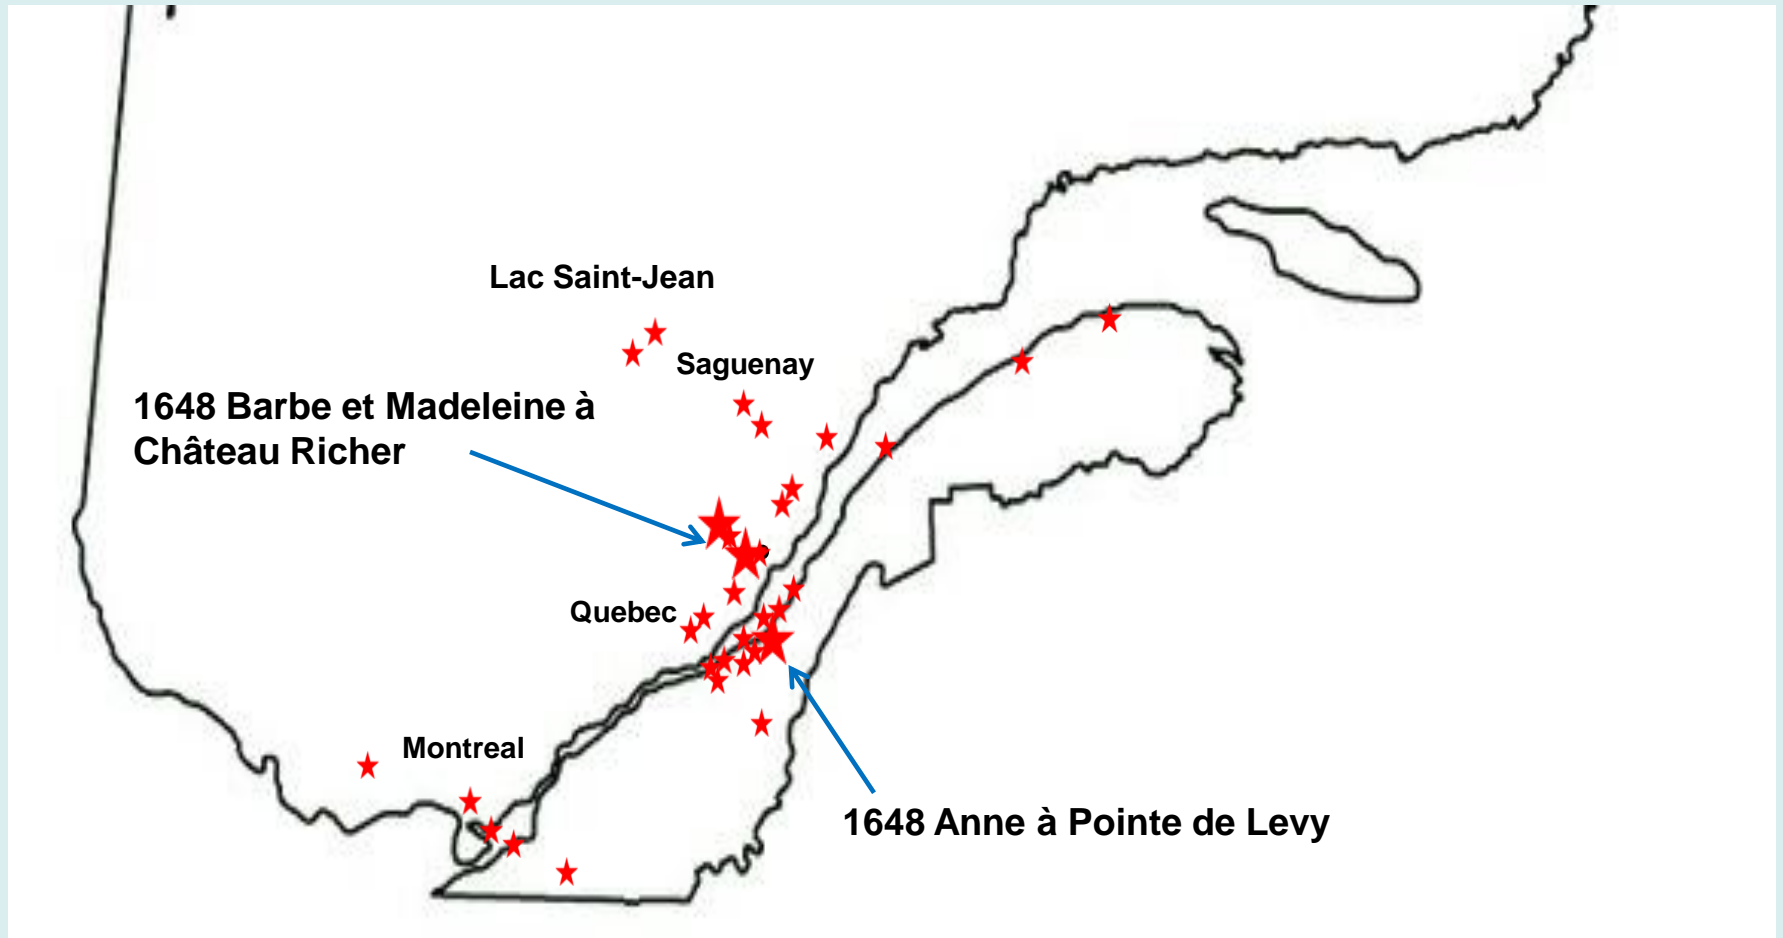 Lac Saint-Jean
Saguenay
1648 Barbe et Madeleine à
Château Richer
Quebec
Montreal
1648 Anne à Pointe de Levy